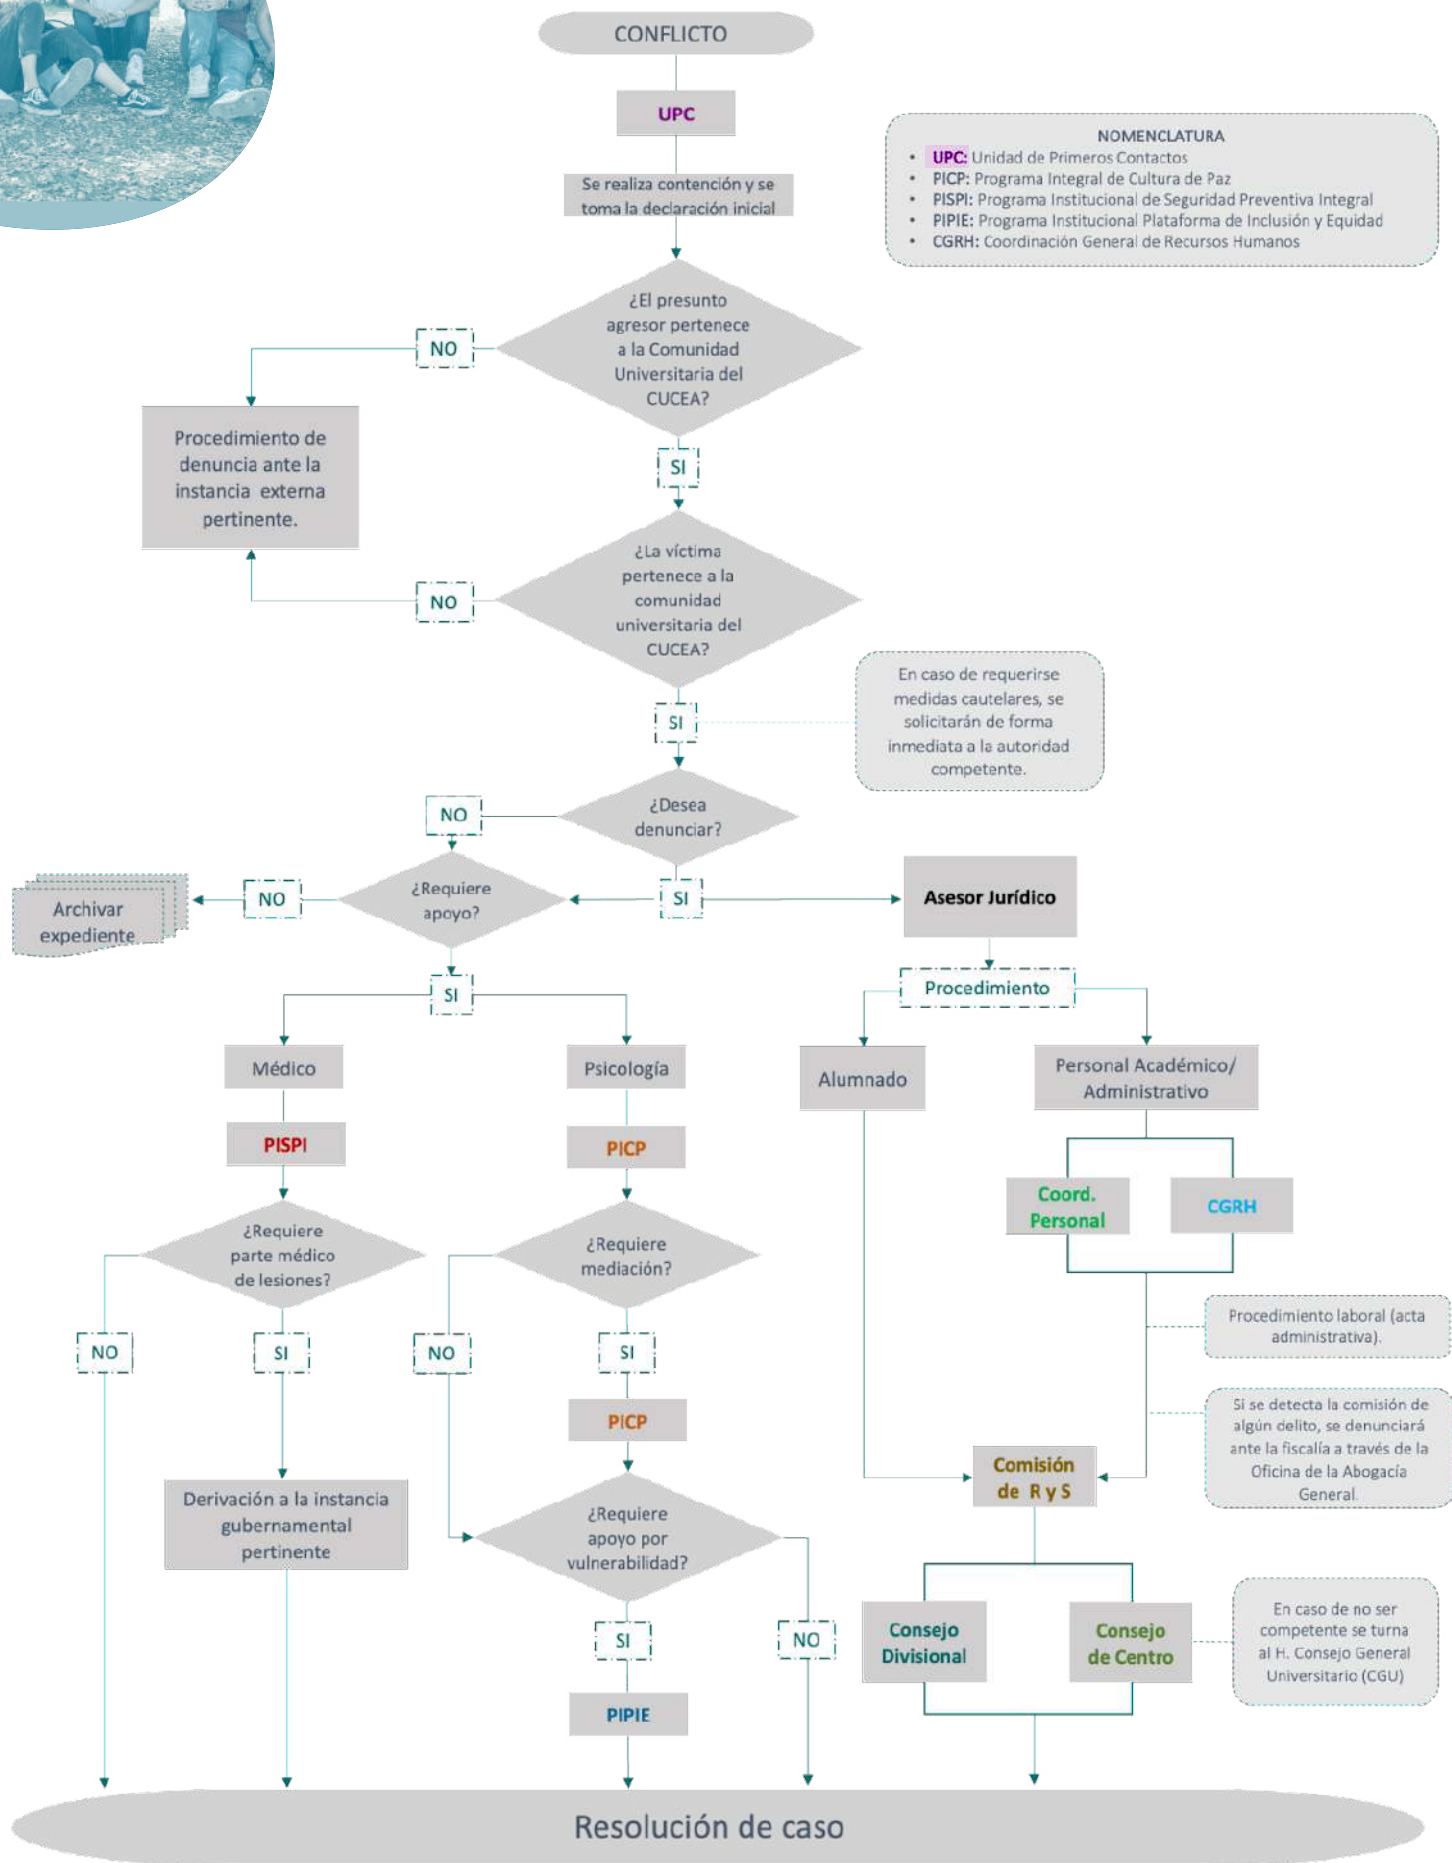 CONFLICTO
UPC
NOMENCLATURA
• UPC: Unidad de Primeros Contactos
• PICP: Programa Integral de Cultura de Paz
• PISPI: Programa Institucional de Seguridad Preventiva Integral
• PIPIE: Programa Institucional Plataforma de Inclusión y Equidad
• CGRH: Coordinación General de Recursos Humanos
Se realiza contención y se
toma la declaración inicial
¿El presunto
agresor pertenece
a la Comunidad
Universitaria del
CUCEA?
NO
SI
Procedimiento de
denuncia ante la
instancia externa
pertinente.
¿La víctima
pertenece a la
comunidad
universitaria del
CUCEA?
NO
SI
En caso de requerirse
medidas cautelares, se
solicitarán de forma
inmediata a la autoridad
competente.
¿Desea
denunciar?
NO
SI
¿Requiere
apoyo?
NO
Archivar
expediente
SI
Asesor Jurídico
Procedimiento
Médico
Psicología
Alumnado
Personal Académico/
Administrativo
PISPI
PICP
Coord.
Personal
CGRH
¿Requiere
parte médico
de lesiones?
¿Requiere
mediación?
NO
SI
NO
SI
Procedimiento laboral (acta
administrativa).
PICP
Si se detecta la comisión de
algún delito, se denunciará
ante la fiscalía a través de la
Oficina de la Abogacía
General.
Comisión
de R y S
Derivación a la instancia
gubernamental
pertinente
¿Requiere
apoyo por
vulnerabilidad?
SI
NO
Consejo
Divisional
Consejo
de Centro
En caso de no ser
competente se turna
al H. Consejo General
Universitario (CGU)
PIPIE
Resolución de caso